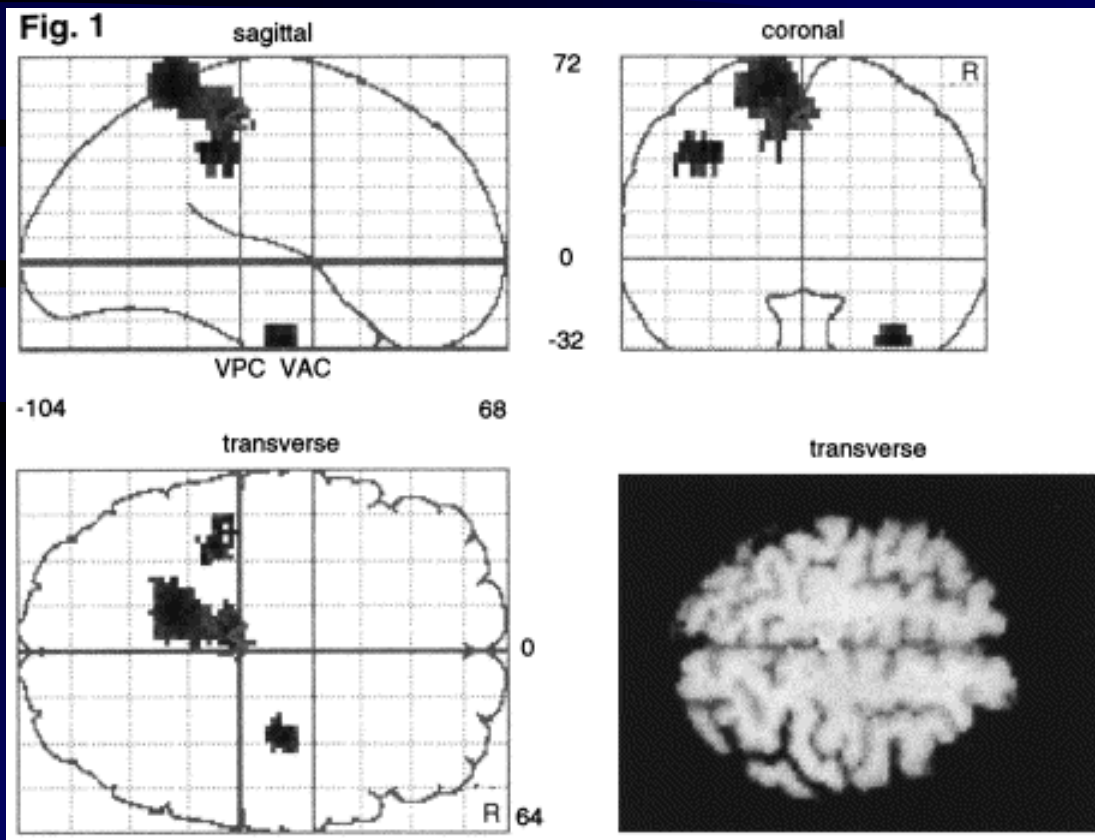 Fig. 1
sagittal
coronal
72
R
0
-32
VPC VAC
-104
68
transverse
transverse
0
R
64